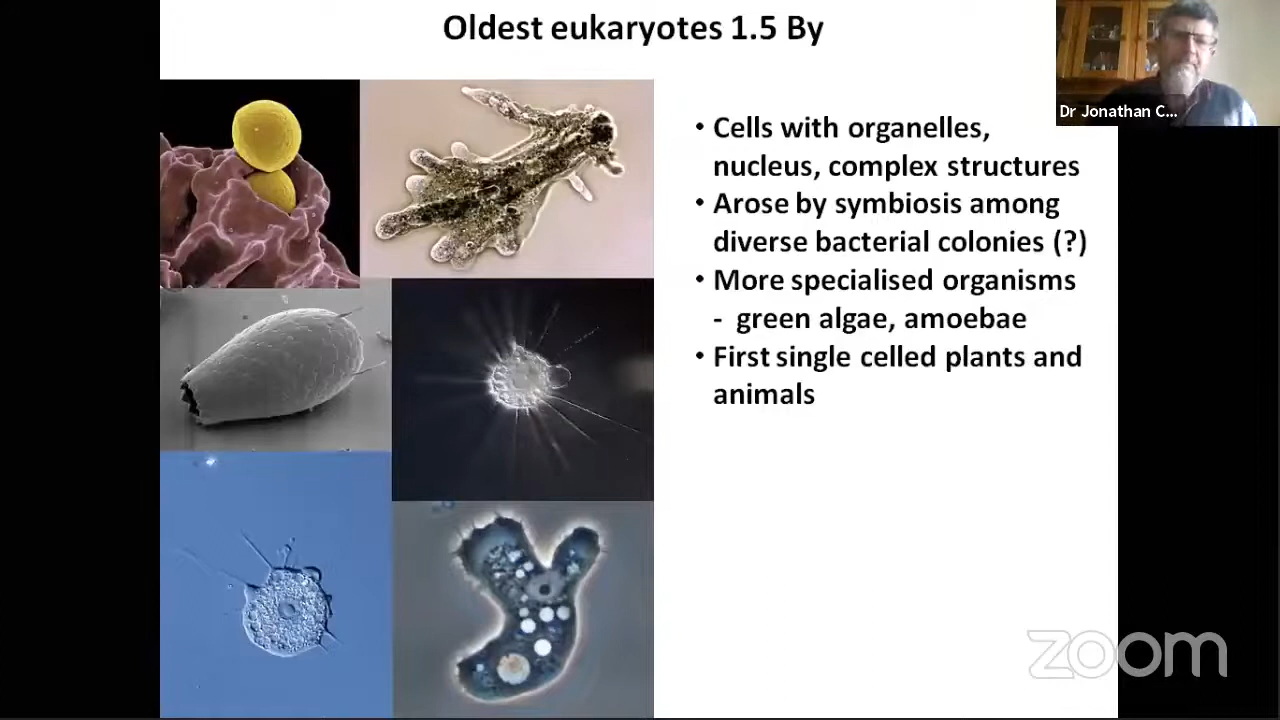 Oldest eukaryotes 1.5 By
Dr Jonathan C...
• Cells with organelles,
nucleus, complex structures
• Arose by symbiosis among
diverse bacterial colonies (?)
• More specialised organisms
- green algae, amoebae
• First single celled plants and
animals
zoom